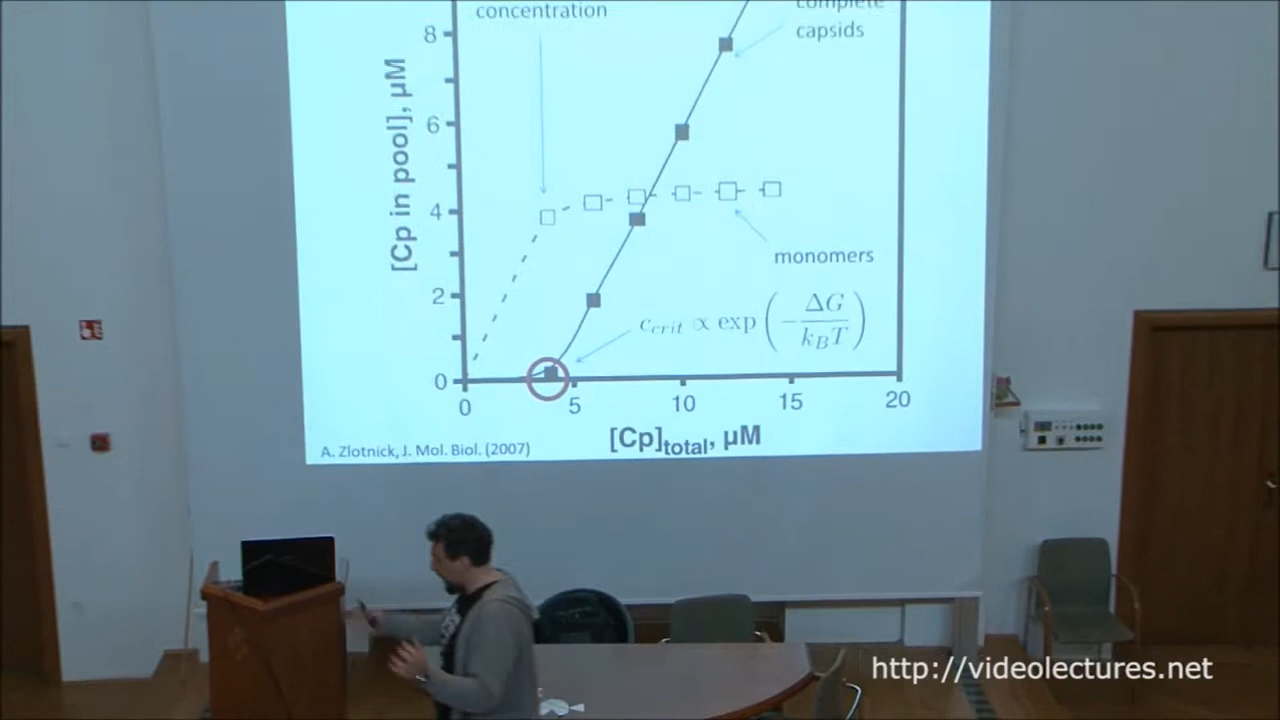 concentration
complete
capsids
8
6
4
2
0
[Cp in pool], µM
monomers
c_crit ∝ exp(−ΔG/k_BT)
0 5 10 15 20
[Cp]total, µM
A. Zlotnick, J. Mol. Biol. (2007)
http://videolectures.net